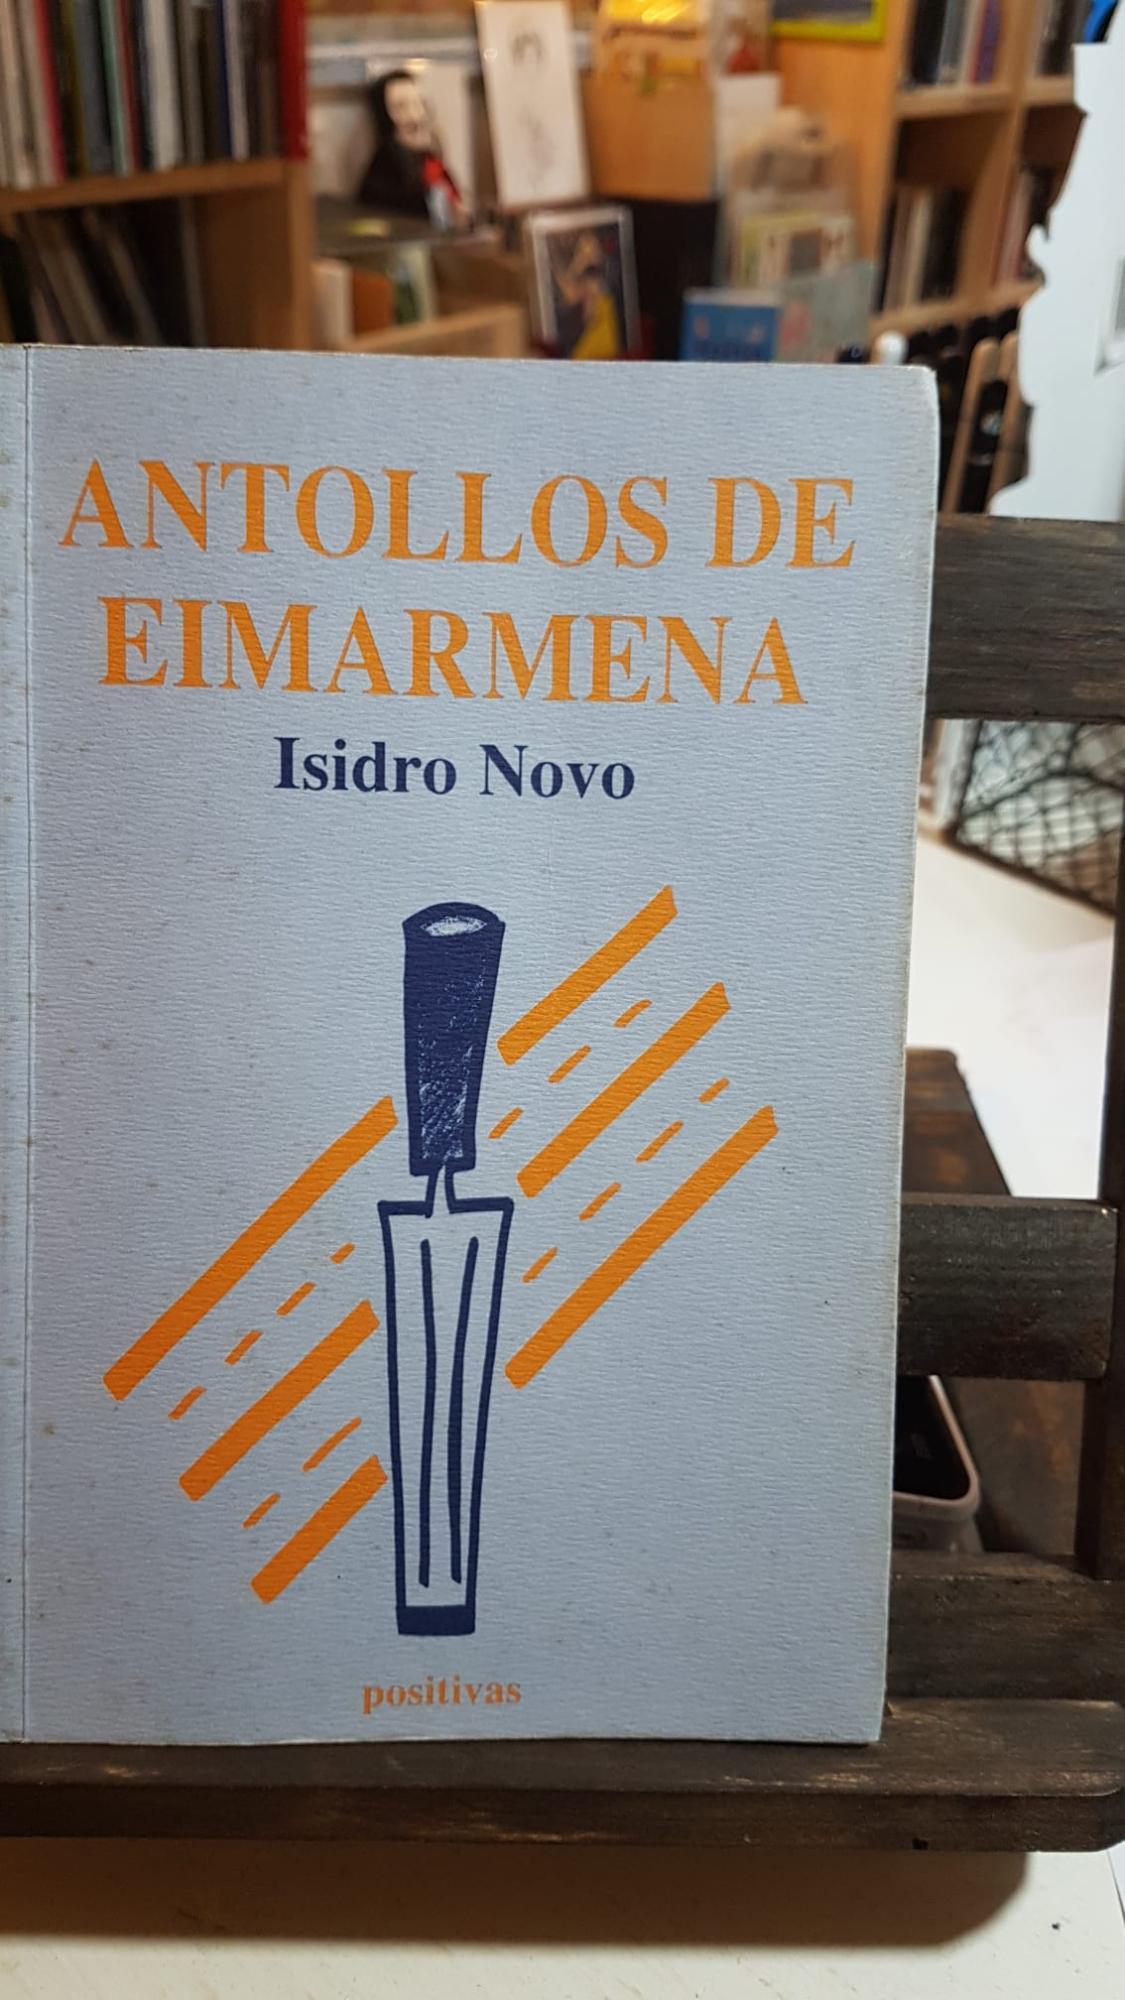 ANTOLLOS DE
EIMARMENA
Isidro Novo
positivas